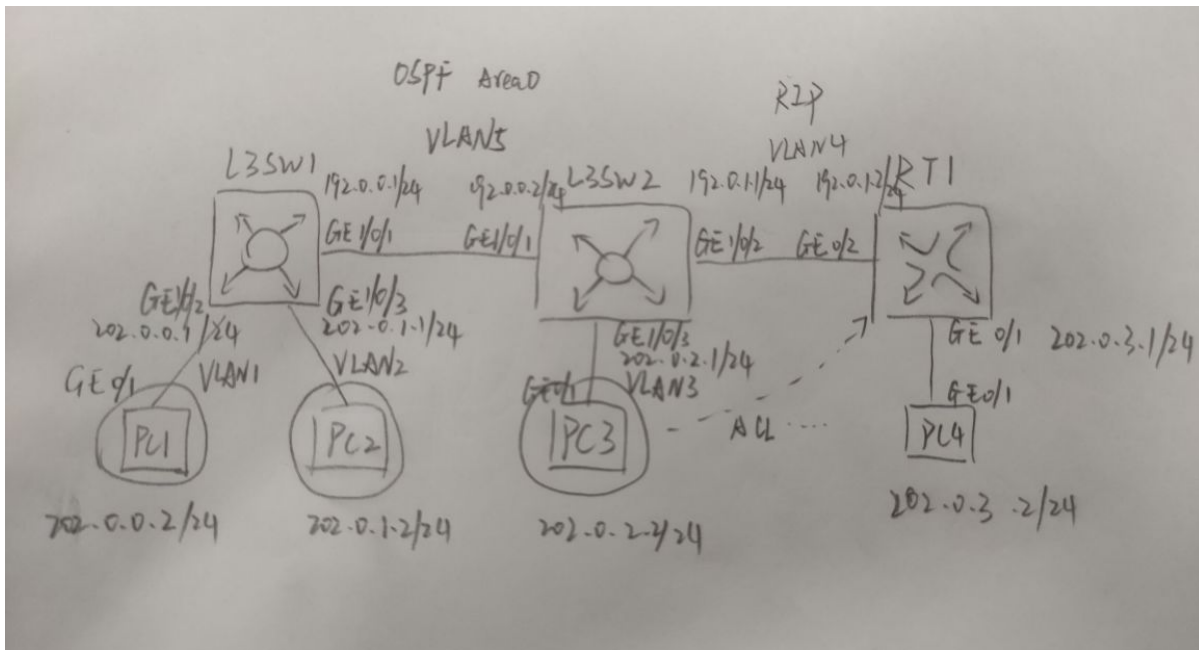 OSPF Area0
RIP
VLAN5
VLAN4
L3SW1
192.0.0.1/24
192.0.0.2/24
L3SW2
192.0.1.1/24
192.0.1.2/24
RT1
GE1/0/1
GE1/0/1
GE1/0/2
GE0/2
GE1/0/2
202.0.0.1/24
GE1/0/3
202.0.1.1/24
GE1/0/3
202.0.2.1/24
GE0/1
202.0.3.1/24
GE0/1
VLAN1
VLAN2
GE0/1
VLAN3
GE0/1
PC1
PC2
PC3
ACL
PC4
202.0.0.2/24
202.0.1.2/24
202.0.2.2/24
202.0.3.2/24